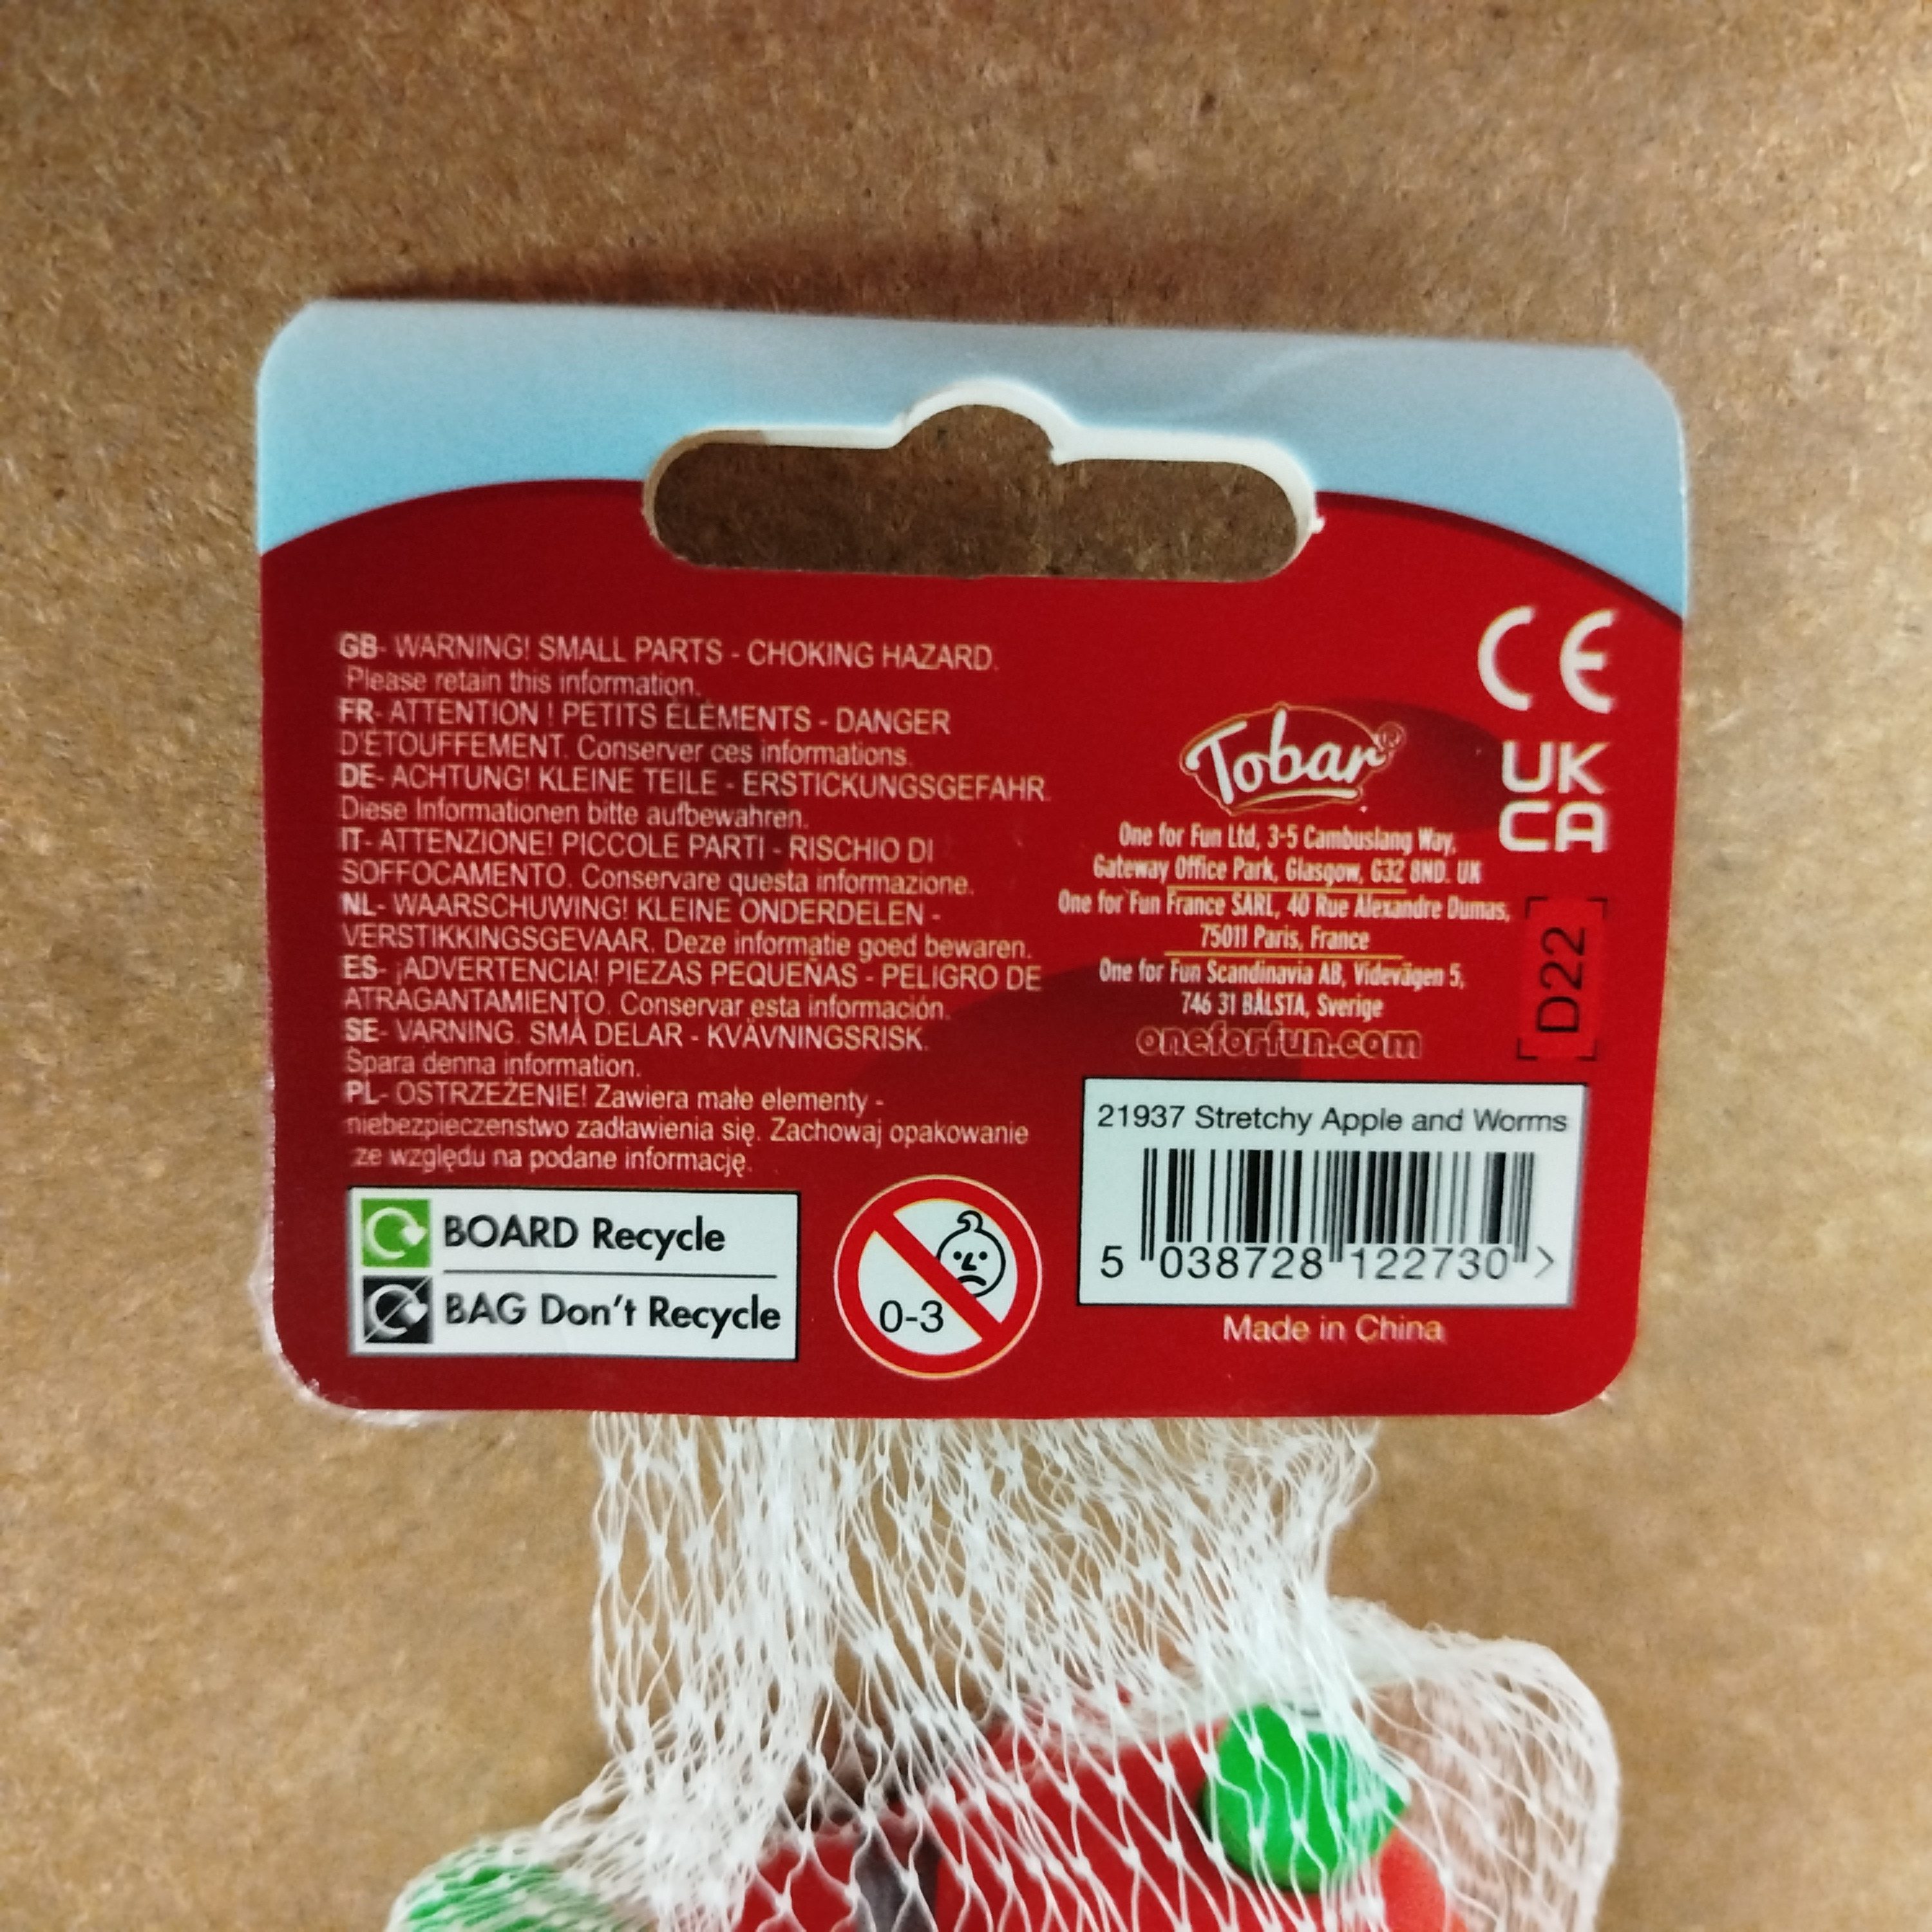 GB- WARNING! SMALL PARTS - CHOKING HAZARD.
Please retain this information.
FR- ATTENTION ! PETITS ÉLÉMENTS - DANGER
D'ÉTOUFFEMENT. Conserver ces informations.
DE- ACHTUNG! KLEINE TEILE - ERSTICKUNGSGEFAHR.
Diese Informationen bitte aufbewahren.
IT- ATTENZIONE! PICCOLE PARTI - RISCHIO DI
SOFFOCAMENTO. Conservare questa informazione.
NL- WAARSCHUWING! KLEINE ONDERDELEN -
VERSTIKKINGSGEVAAR. Deze informatie goed bewaren.
ES- ¡ADVERTENCIA! PIEZAS PEQUEÑAS - PELIGRO DE
ATRAGANTAMIENTO. Conservar esta información.
SE- VARNING. SMÅ DELAR - KVÄVNINGSRISK.
Spara denna information.
PL- OSTRZEŻENIE! Zawiera małe elementy -
niebezpieczenstwo zadławienia się. Zachowaj opakowanie
ze względu na podane informację.
BOARD Recycle
BAG Don't Recycle
0-3
CE
UK
CA
Tobar®
One for Fun Ltd, 3-5 Cambuslang Way,
Gateway Office Park, Glasgow, G32 8ND. UK
One for Fun France SARL, 40 Rue Alexandre Dumas,
75011 Paris, France
One for Fun Scandinavia AB, Videvägen 5,
746 31 BÅLSTA, Sverige
oneforfun.com
[D22]
21937 Stretchy Apple and Worms
5 038728 122730 >
Made in China